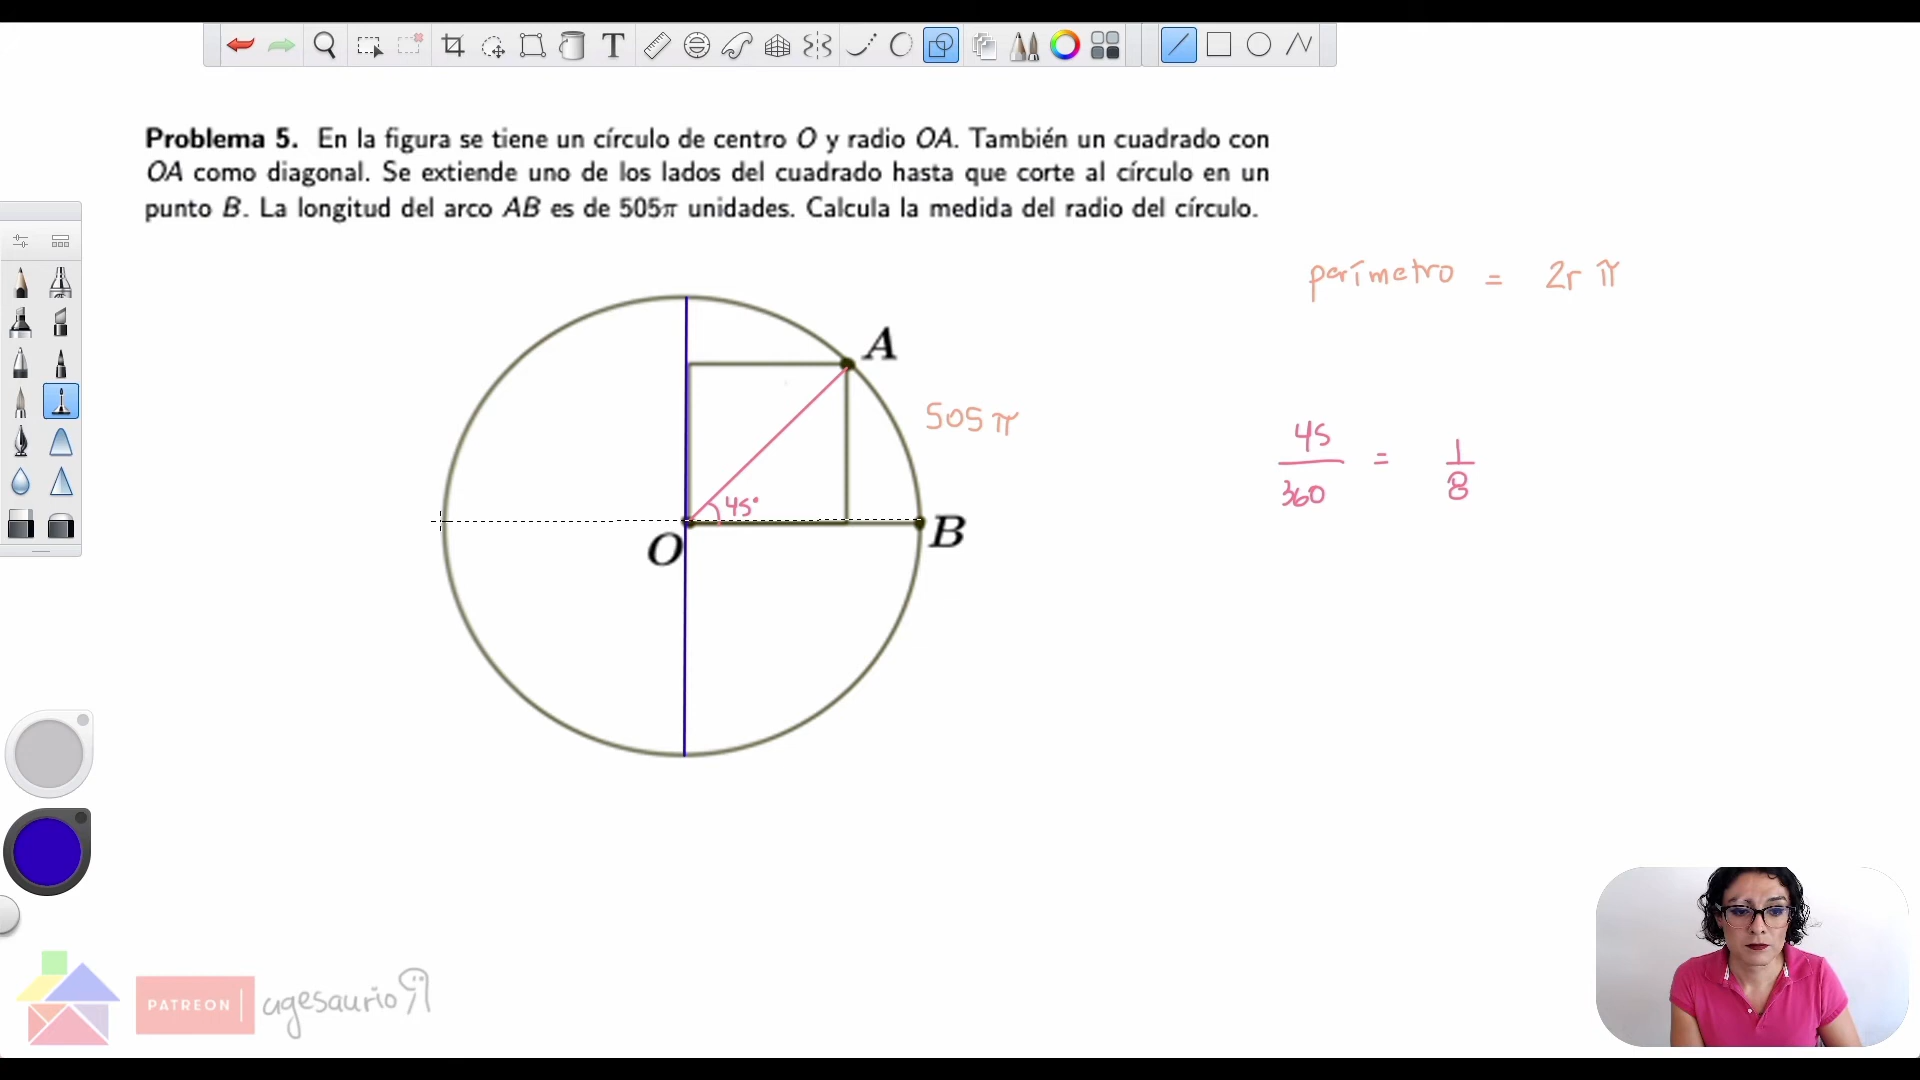 Problema 5. En la figura se tiene un círculo de centro O y radio OA. También un cuadrado con
OA como diagonal. Se extiende uno de los lados del cuadrado hasta que corte al círculo en un
punto B. La longitud del arco AB es de 505π unidades. Calcula la medida del radio del círculo.
perímetro = 2r π
A
505 π
45
360
=
1
8
45°
O
B
PATREON
agesaurio